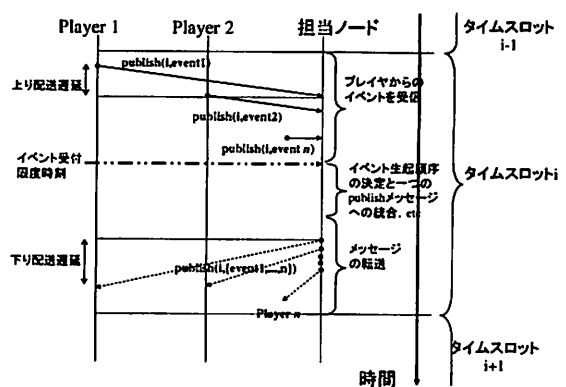 Player 1
Player 2
担当ノード
タイムスロット
i-1
publish(i,event1)
上り配送遅延
プレイヤからの
イベントを受信
publish(i,event2)
publish(i,event n)
イベント受付
限度時刻
イベント生起順序
の決定と一つの
publishメッセージ
への統合, etc
タイムスロットi
下り配送遅延
メッセージ
の転送
publish(i,[event1,...,n])
Player n
タイムスロット
i+1
時間